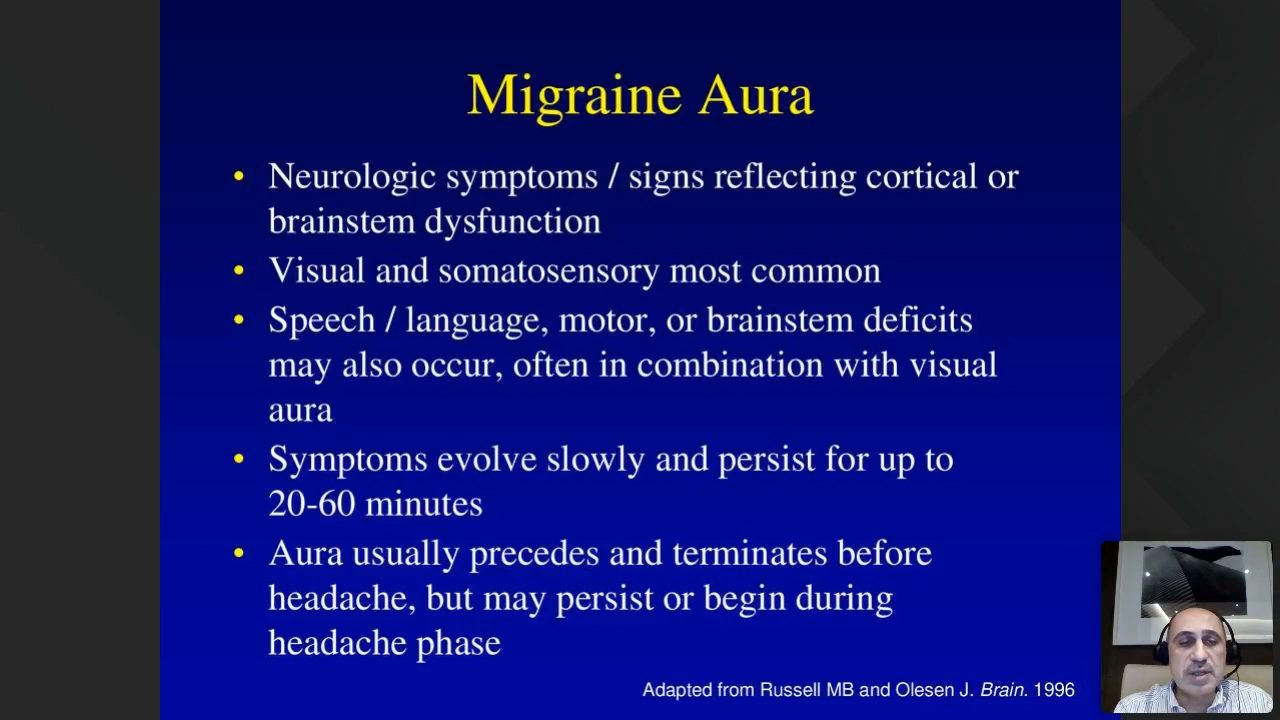 Migraine Aura
• Neurologic symptoms / signs reflecting cortical or
brainstem dysfunction
• Visual and somatosensory most common
• Speech / language, motor, or brainstem deficits
may also occur, often in combination with visual
aura
• Symptoms evolve slowly and persist for up to
20-60 minutes
• Aura usually precedes and terminates before
headache, but may persist or begin during
headache phase
Adapted from Russell MB and Olesen J. Brain. 1996